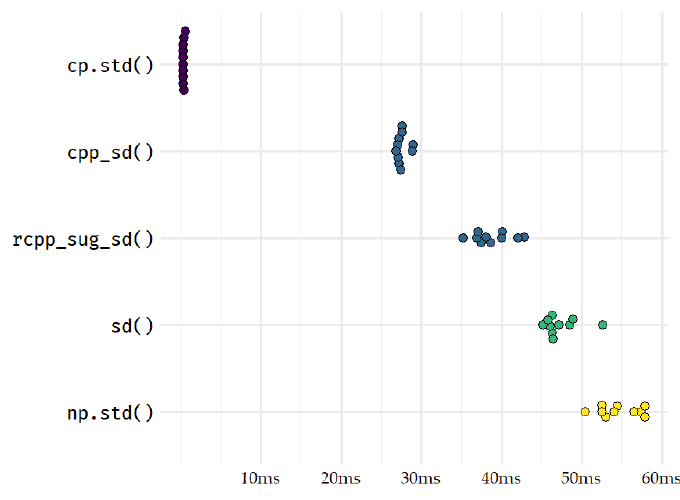 cp.std()
cpp_sd()
rcpp_sug_sd()
sd()
np.std()
10ms 20ms 30ms 40ms 50ms 60ms